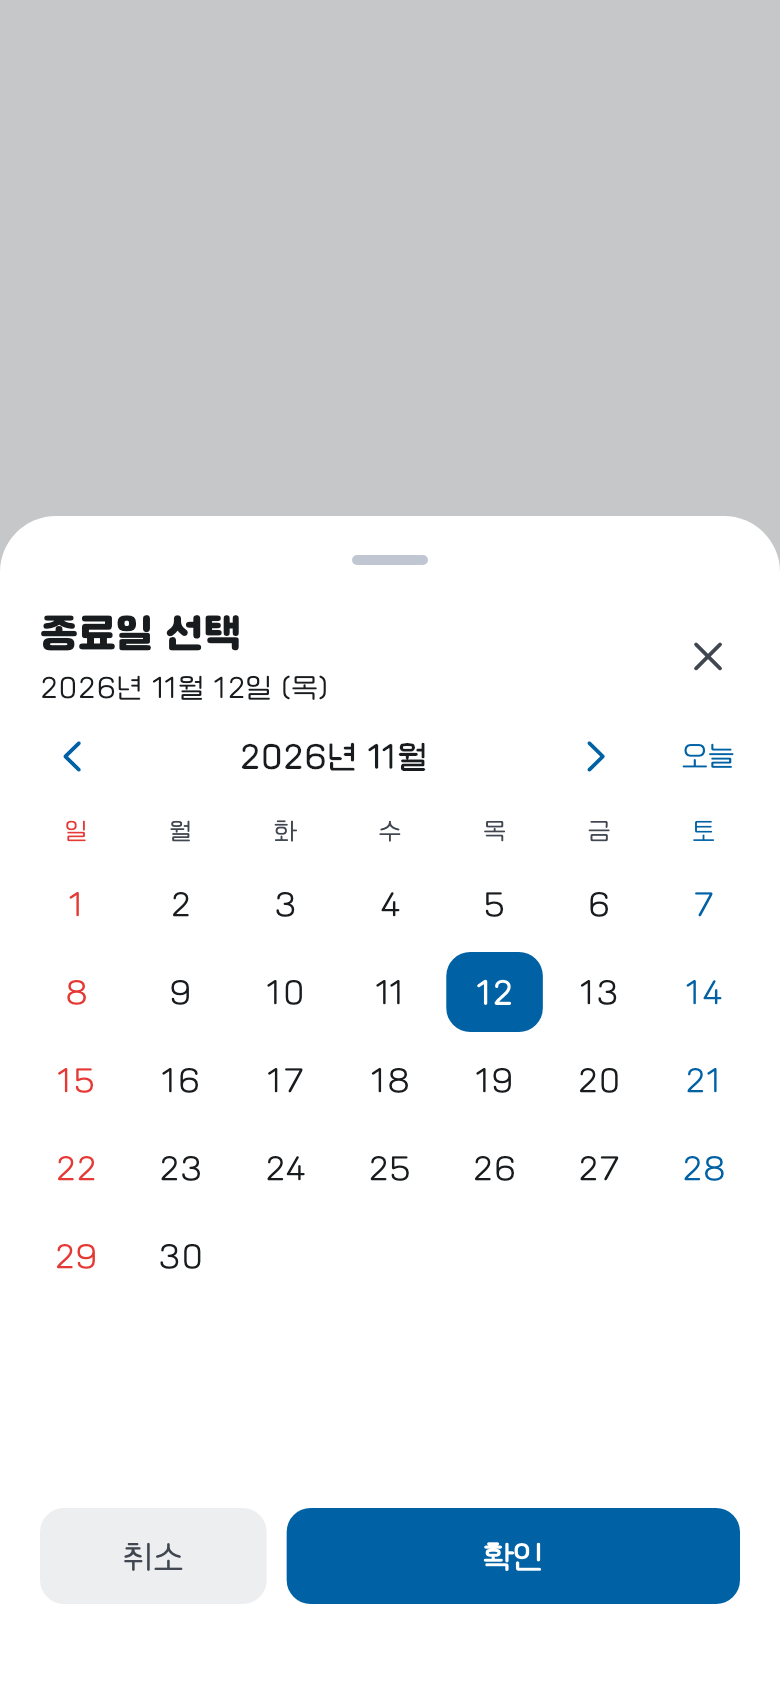 종료일 선택
2026년 11월 12일 (목)
2026년 11월 오늘
일 월 화 수 목 금 토
1 2 3 4 5 6 7
8 9 10 11 12 13 14
15 16 17 18 19 20 21
22 23 24 25 26 27 28
29 30
취소 확인